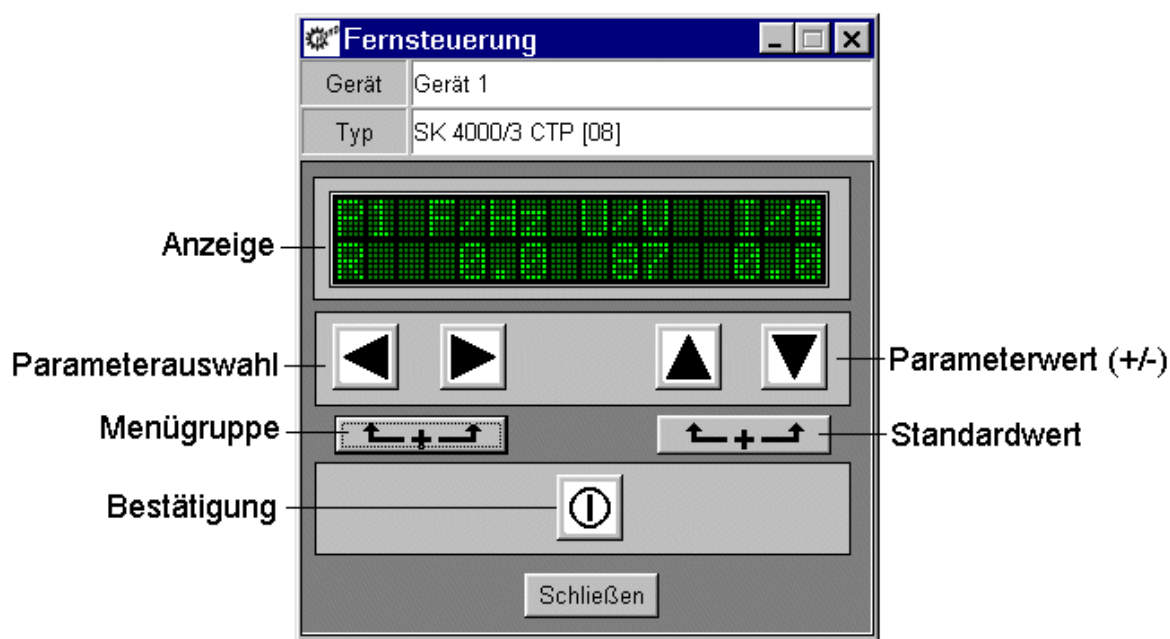 Fernsteuerung
Gerät Gerät 1
Typ SK 4000/3 CTP [08]
P1 F/Hz U/V I/A
R 0.0 87 0.0
Anzeige
Parameterauswahl
Parameterwert (+/-)
Menügruppe
+
+
Standardwert
Bestätigung
Schließen